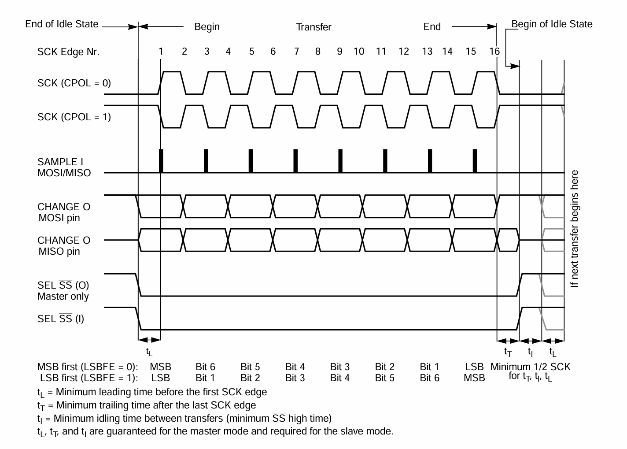 End of Idle State Begin Transfer End Begin of Idle State
SCK Edge Nr. 1 2 3 4 5 6 7 8 9 10 11 12 13 14 15 16
SCK (CPOL = 0)
SCK (CPOL = 1)
SAMPLE I
MOSI/MISO
CHANGE O
MOSI pin
CHANGE O
MISO pin
SEL SS (O)
Master only
SEL SS (I)
If next transfer begins here
tL tT tI tL
MSB first (LSBFE = 0): MSB Bit 6 Bit 5 Bit 4 Bit 3 Bit 2 Bit 1 LSB Minimum 1/2 SCK
LSB first (LSBFE = 1): LSB Bit 1 Bit 2 Bit 3 Bit 4 Bit 5 Bit 6 MSB for tT, tl, tL
tL = Minimum leading time before the first SCK edge
tT = Minimum trailing time after the last SCK edge
tI = Minimum idling time between transfers (minimum SS high time)
tL, tT, and tI are guaranteed for the master mode and required for the slave mode.